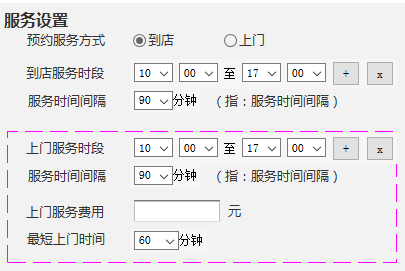 服务设置
预约服务方式 到店 上门
到店服务时段 10 00 至 17 00 + x
服务时间间隔 90 分钟 （指：服务时间间隔）
上门服务时段 10 00 至 17 00 + x
服务时间间隔 90 分钟 （指：服务时间间隔）
上门服务费用 元
最短上门时间 60 分钟